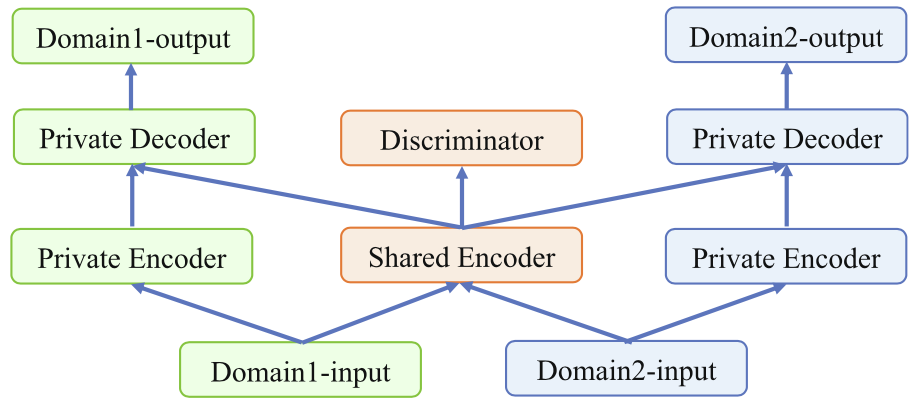 Domain1-output
Domain2-output
Private Decoder
Discriminator
Private Decoder
Private Encoder
Shared Encoder
Private Encoder
Domain1-input
Domain2-input